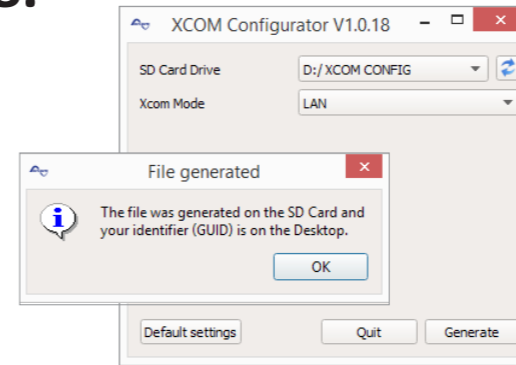 XCOM Configurator V1.0.18
SD Card Drive
D:/XCOM CONFIG
Xcom Mode
LAN
File generated
The file was generated on the SD Card and
your identifier (GUID) is on the Desktop.
OK
Default settings
Quit
Generate